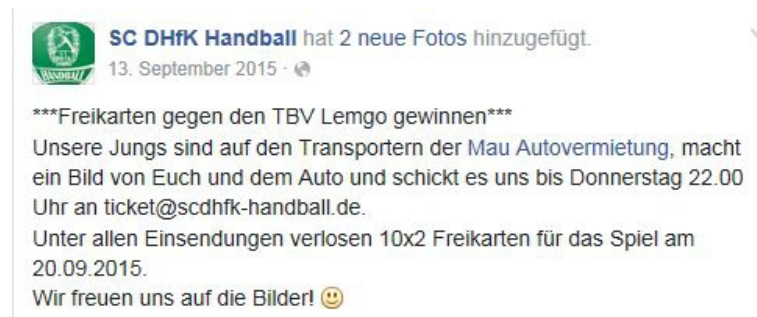 SC DHfK Handball hat 2 neue Fotos hinzugefügt.
13. September 2015 ·
HANDBALL
***Freikarten gegen den TBV Lemgo gewinnen***
Unsere Jungs sind auf den Transportern der Mau Autovermietung, macht
ein Bild von Euch und dem Auto und schickt es uns bis Donnerstag 22.00
Uhr an ticket@scdhfk-handball.de.
Unter allen Einsendungen verlosen 10x2 Freikarten für das Spiel am
20.09.2015.
Wir freuen uns auf die Bilder! 🙂